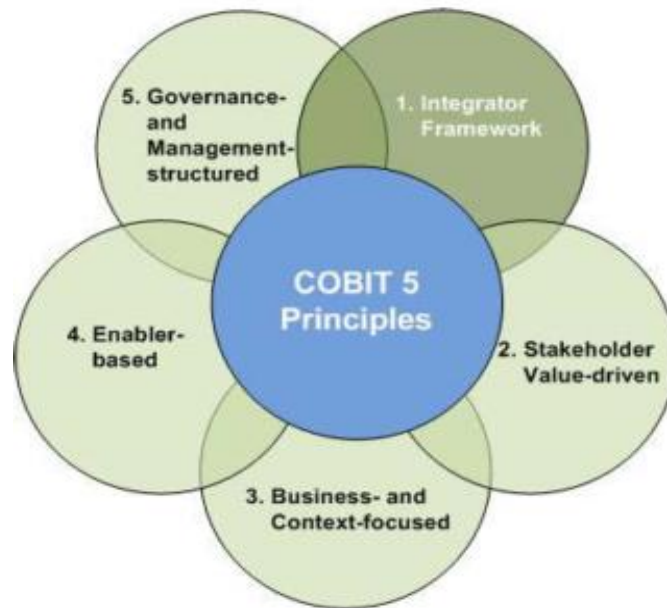 COBIT 5
Principles
1. Integrator
Framework
2. Stakeholder
Value-driven
3. Business- and
Context-focused
4. Enabler-
based
5. Governance-
and
Management-
structured